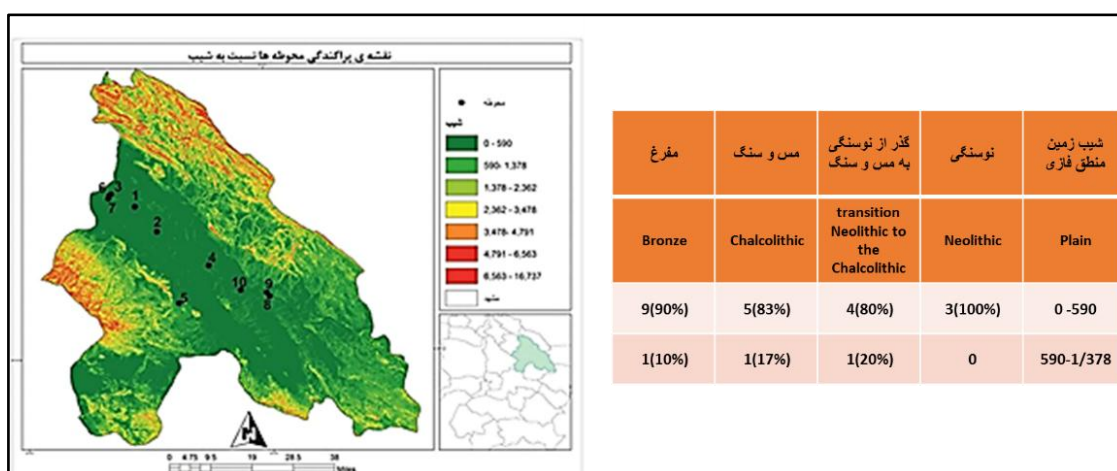 نقشه ی پراکندگی محوطه ها نسبت به شیب
محوطه
شیب
0 - 590
590- 1,378
1,378 - 2,362
2,362 - 3,478
3,478- 4,791
4,791 - 6,563
6,563 - 16,737
6 3
7
1
2
4
5
10
9
8
N
0 4.75 9.5 19 28.5 38
Miles
مفرغ
مس و سنگ
گذر از نوسنگی
به مس و سنگ
نوسنگی
شیب زمین
منطق فازی
Bronze
Chalcolithic
transition
Neolithic to
the
Chalcolithic
Neolithic
Plain
9(90%) 5(83%) 4(80%) 3(100%) 0 -590
1(10%) 1(17%) 1(20%) 0 590-1/378